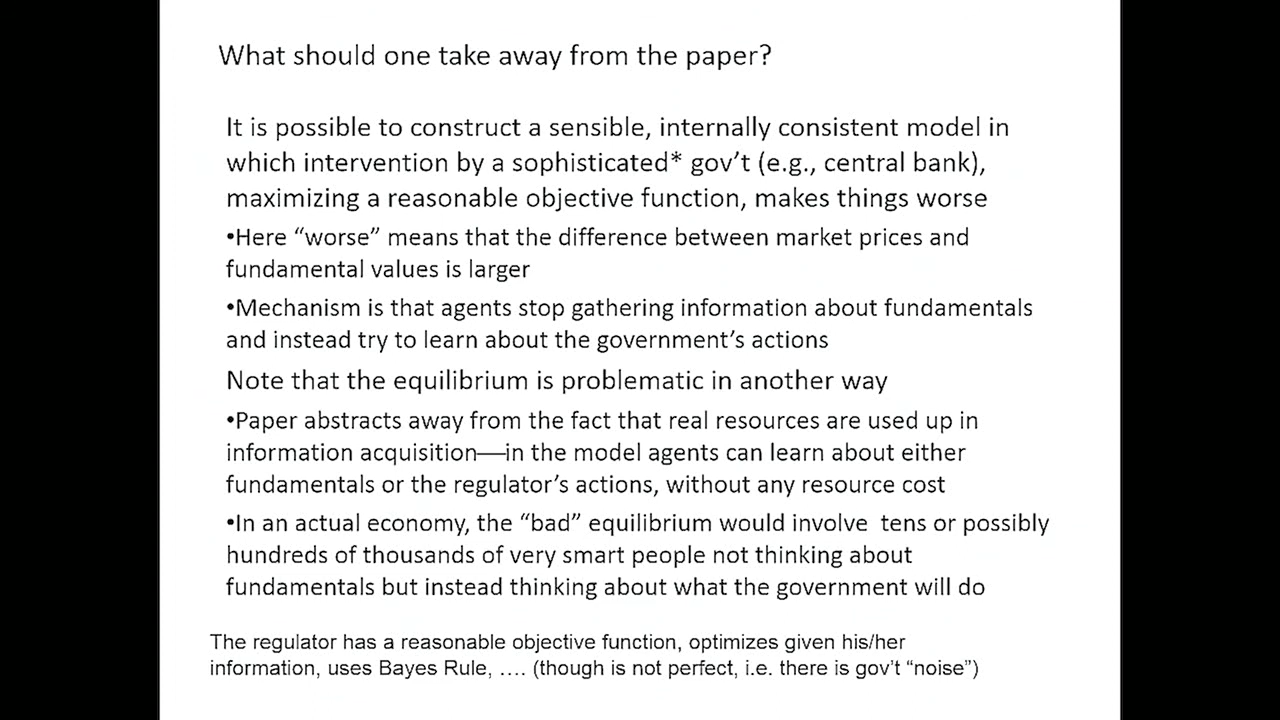 What should one take away from the paper?
It is possible to construct a sensible, internally consistent model in
which intervention by a sophisticated* gov’t (e.g., central bank),
maximizing a reasonable objective function, makes things worse
•Here “worse” means that the difference between market prices and
fundamental values is larger
•Mechanism is that agents stop gathering information about fundamentals
and instead try to learn about the government’s actions
Note that the equilibrium is problematic in another way
•Paper abstracts away from the fact that real resources are used up in
information acquisition—in the model agents can learn about either
fundamentals or the regulator’s actions, without any resource cost
•In an actual economy, the “bad” equilibrium would involve  tens or possibly
hundreds of thousands of very smart people not thinking about
fundamentals but instead thinking about what the government will do
The regulator has a reasonable objective function, optimizes given his/her
information, uses Bayes Rule, …. (though is not perfect, i.e. there is gov’t “noise”)